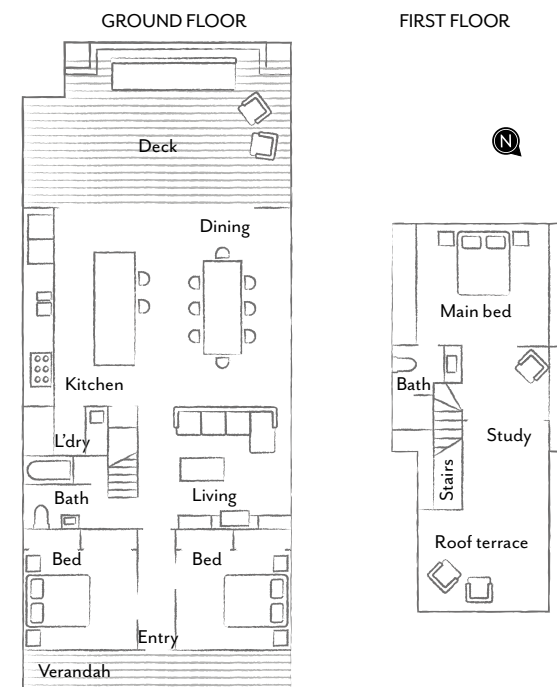 GROUND FLOOR
FIRST FLOOR
Deck
N
Dining
Main bed
Kitchen
Bath
L'dry
Study
Bath
Living
Stairs
Roof terrace
Bed
Bed
Entry
Verandah